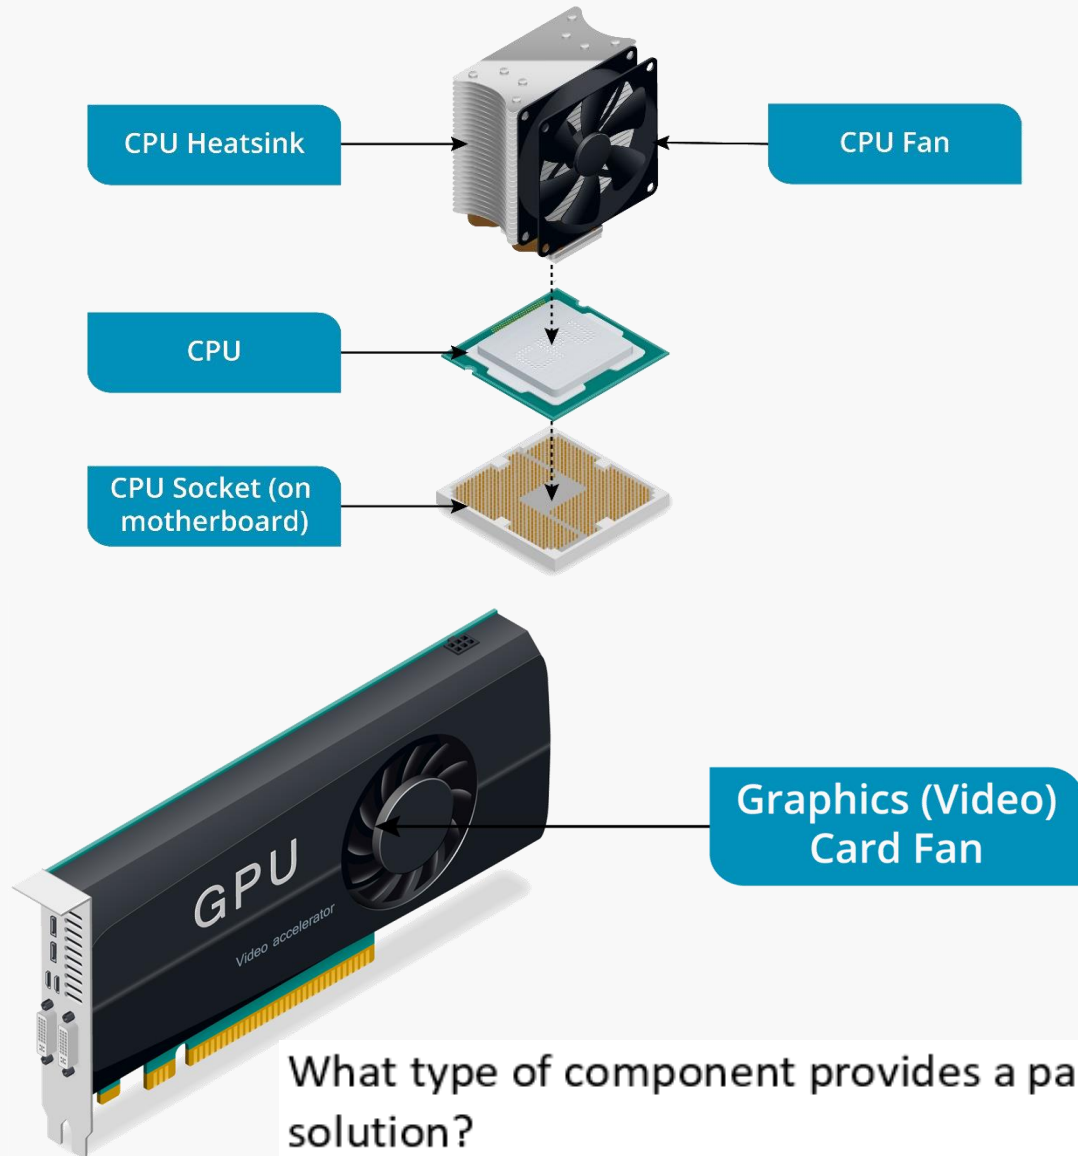 CPU Heatsink
CPU Fan
CPU
CPU Socket (on
motherboard)
Graphics (Video)
Card Fan
GPU
Video accelerator
What type of component provides a pa
solution?